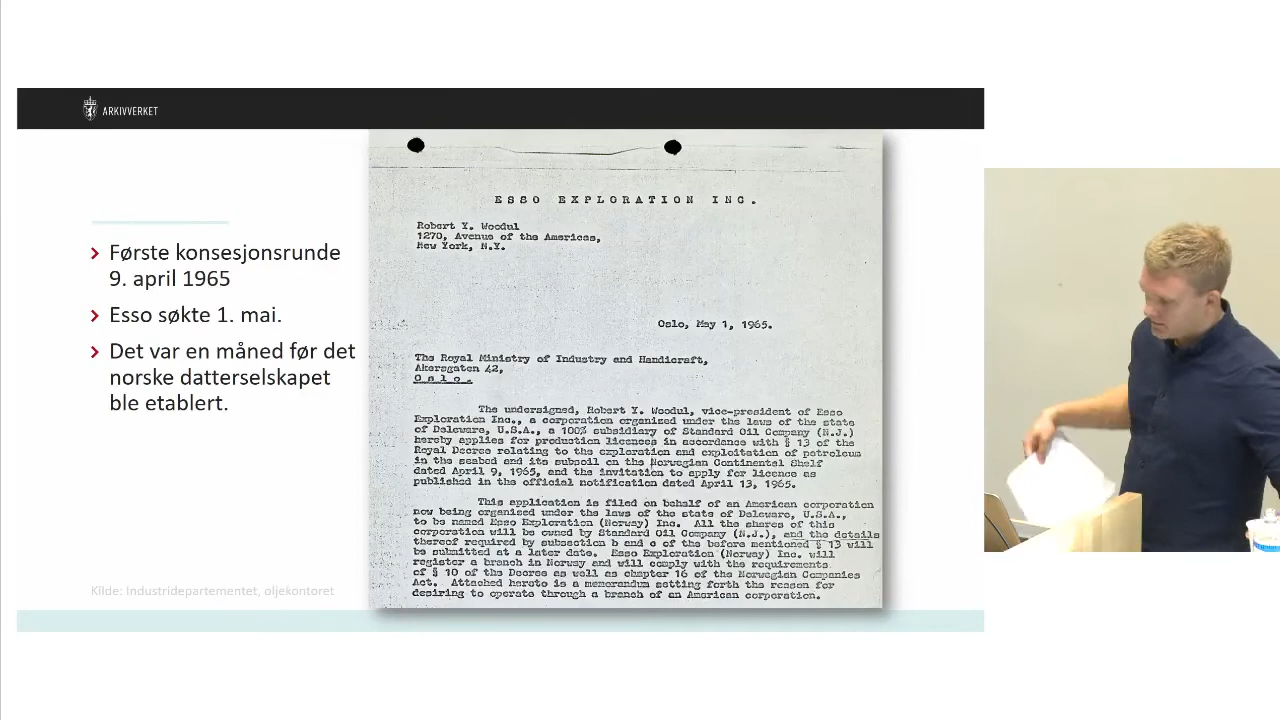 ARKIVVERKET
Første konsesjonsrunde
9. april 1965
Esso søkte 1. mai.
Det var en måned før det
norske datterselskapet
ble etablert.
Kilde: Industridepartementet, oljekontoret
ESSO EXPLORATION INC.
Robert Y. Woodul
1270, Avenue of the Americas,
New York, N.Y.
Oslo, May 1, 1965.
The Royal Ministry of Industry and Handicraft,
Akersgaten 42,
Oslo.
The undersigned, Robert Y. Woodul, vice-president of Esso
Exploration Inc., a corporation organized under the laws of the state
of Delaware, U.S.A., a 100% subsidiary of Standard Oil Company (N.J.)
hereby applies for production licences in accordance with § 13 of the
Royal Decree relating to the exploration and exploitation of petroleum
in the seabed and its subsoil on the Norwegian Continental Shelf
dated April 9, 1965, and the invitation to apply for licence as
published in the official notification dated April 13, 1965.
This application is filed on behalf of an American corporation
now being organised under the laws of the state of Delaware, U.S.A.,
to be named Esso Exploration (Norway) Inc. All the shares of this
corporation will be owned by Standard Oil Company (N.J.), and the details
thereof required by subsection b and c of the before mentioned § 13 will
be submitted at a later date. Esso Exploration (Norway) Inc. will
register a branch in Norway and will comply with the requirements
of § 10 of the Decree as well as chapter 16 of the Norwegian Companies
Act. Attached hereto is a memorandum setting forth the reason for
desiring to operate through a branch of an American corporation.